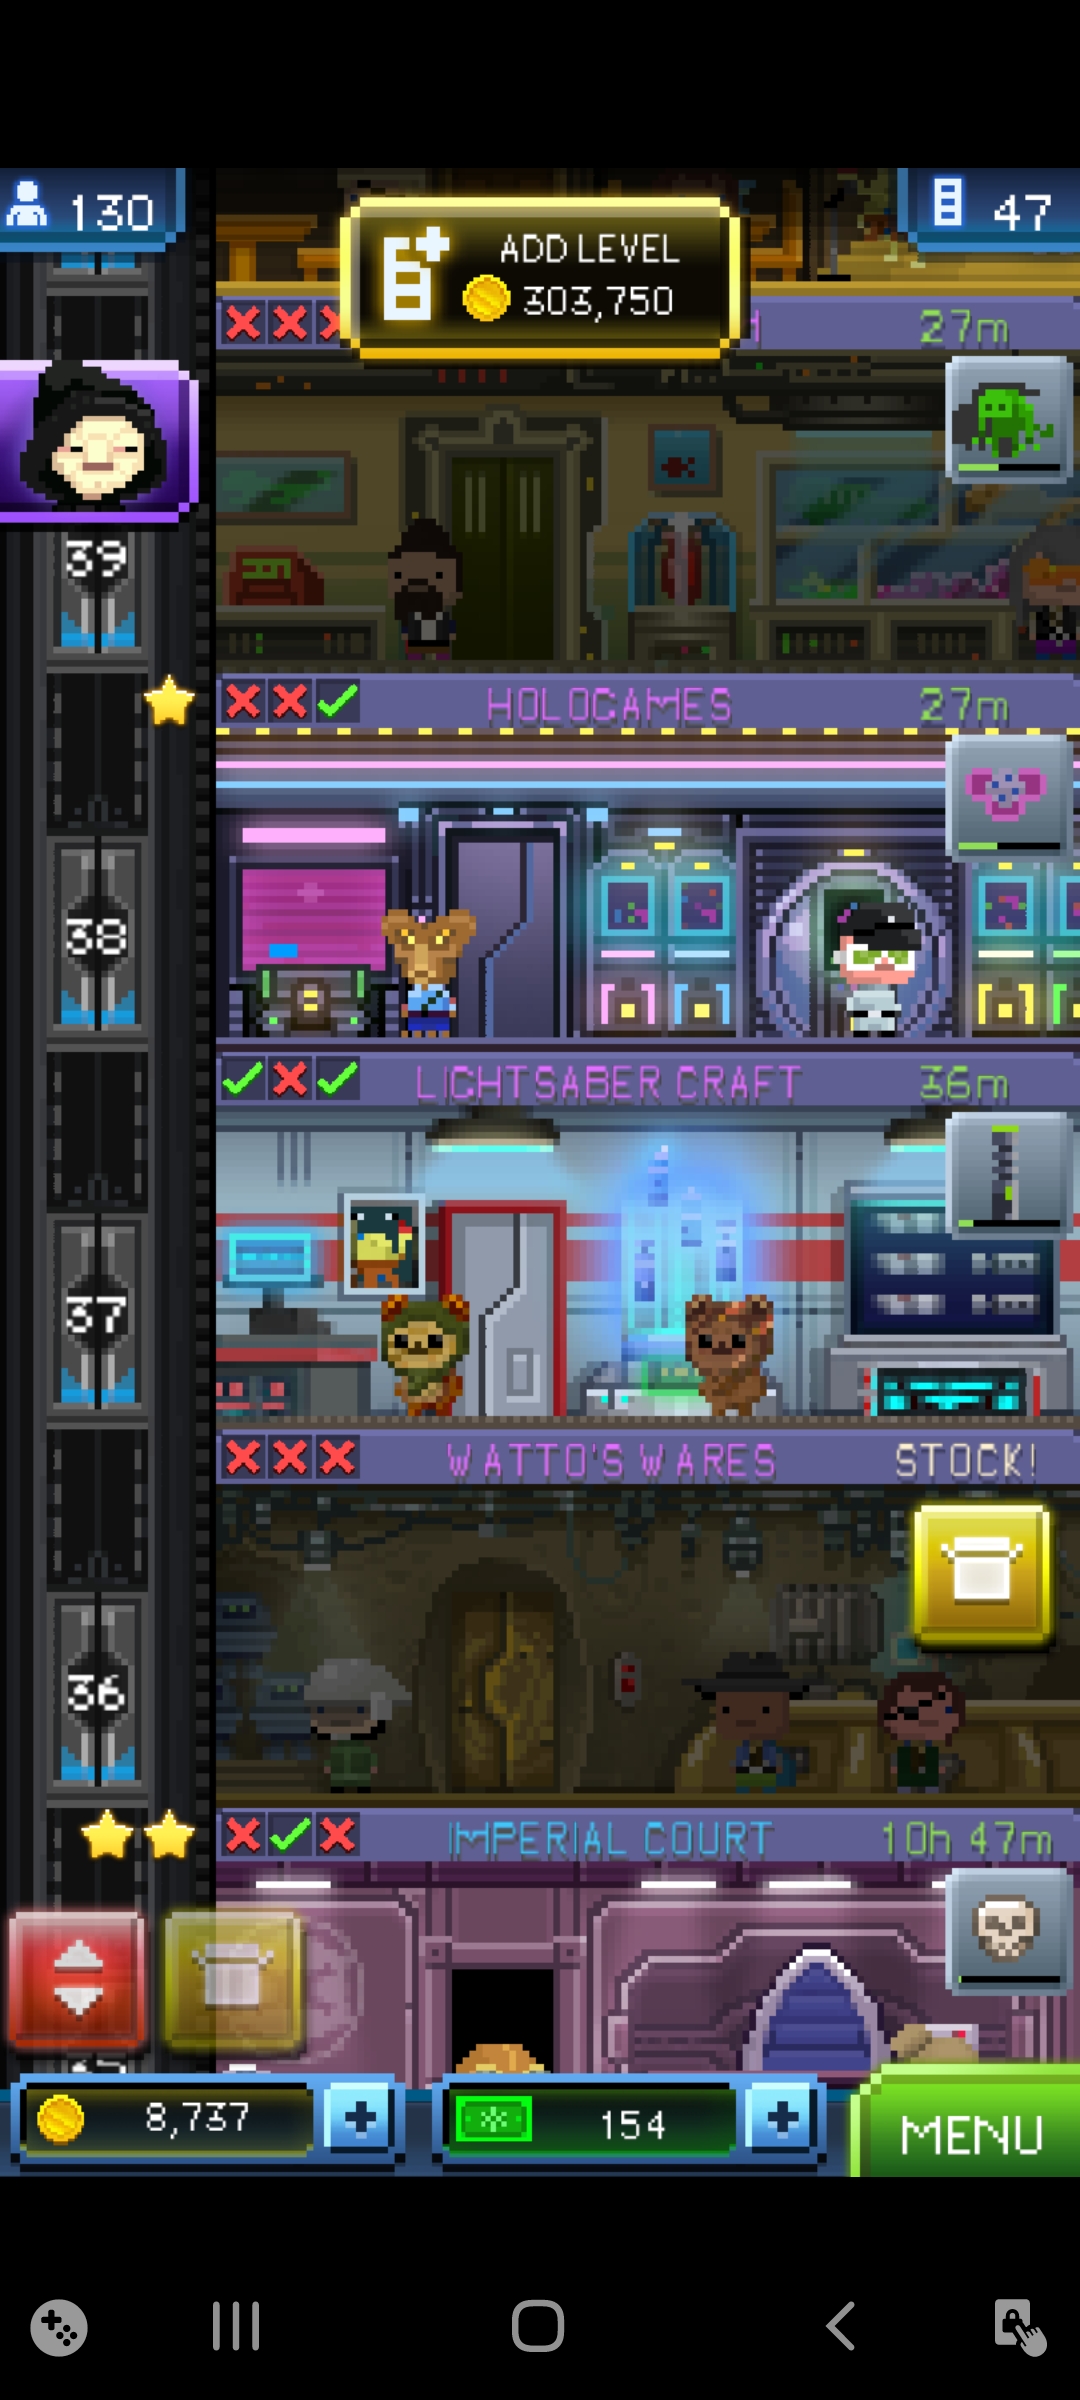 130
ADD LEVEL
303,750
47
27m
39
HOLOGAMES
27m
38
LIGHTSABER CRAFT
36m
37
WATTO'S WARES
STOCK!
36
IMPERIAL COURT
10h 47m
8,737
154
MENU